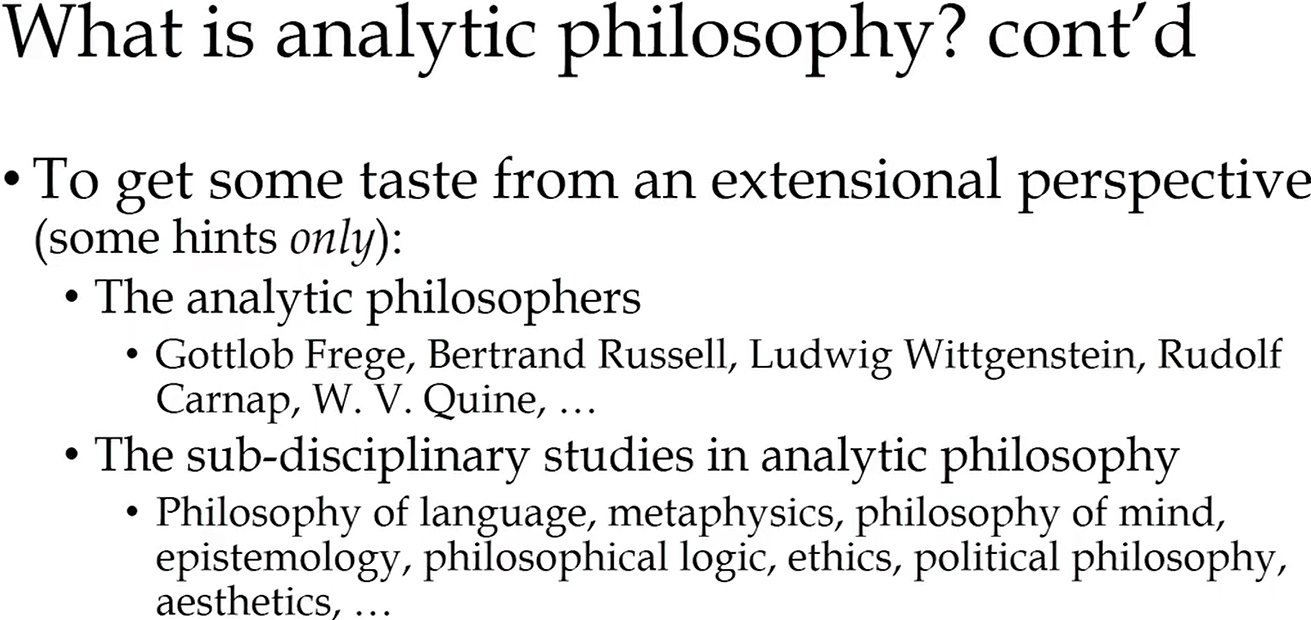 What is analytic philosophy? cont’d
• To get some taste from an extensional perspective
(some hints only):
• The analytic philosophers
• Gottlob Frege, Bertrand Russell, Ludwig Wittgenstein, Rudolf
Carnap, W. V. Quine, …
• The sub-disciplinary studies in analytic philosophy
• Philosophy of language, metaphysics, philosophy of mind,
epistemology, philosophical logic, ethics, political philosophy,
aesthetics, …